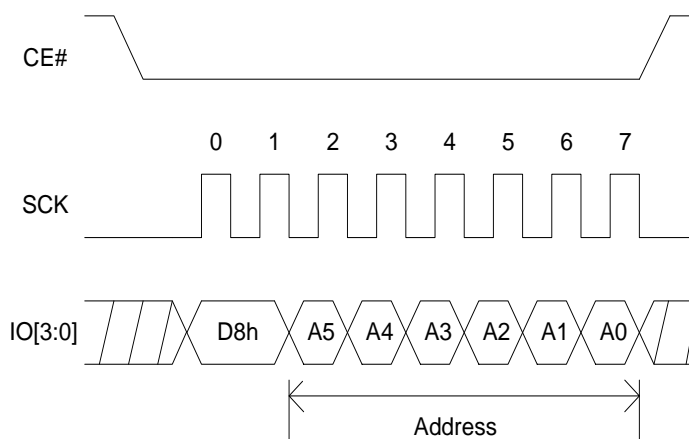 CE#
0 1 2 3 4 5 6 7
SCK
IO[3:0] D8h A5 A4 A3 A2 A1 A0
Address